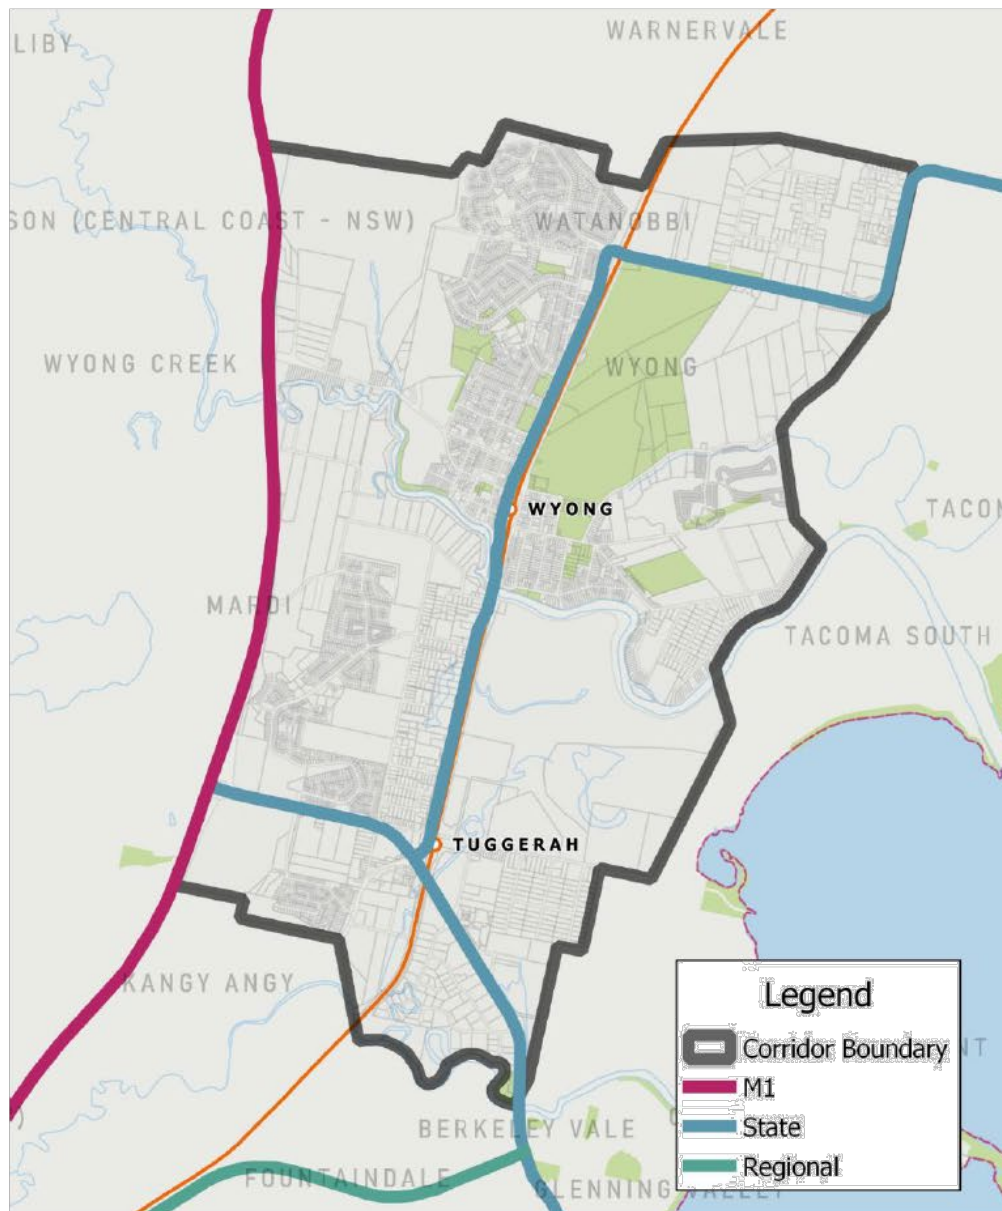 LIBY
WARNERVALE
SON (CENTRAL COAST - NSW)
WATANOBBI
WYONG CREEK
WYONG
WYONG
TACOM
MARDI
TACOMA SOUTH
TUGGERAH
KANGY ANGY
Legend
Corridor Boundary
NT
M1
BERKELEY VALE
State
FOUNTAINDALE
Regional
GLENNING VALLEY